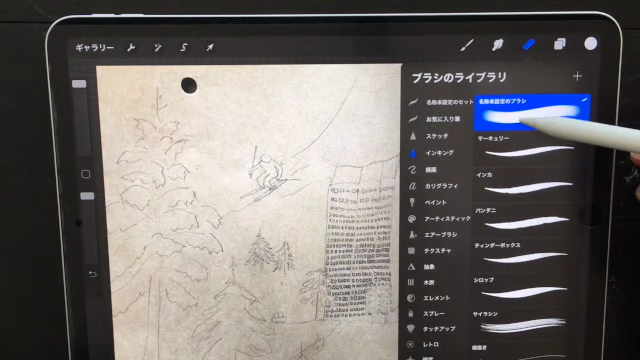 ギャラリー
ブラシのライブラリ
名称未設定のセット
お気に入り筆
スケッチ
インキング
描画
カリグラフィ
ペイント
アーティスティック
エアーブラシ
テクスチャ
抽象
木炭
エレメント
スプレー
タッチアップ
レトロ
名称未設定のブラシ
マーキュリー
インカ
バンダニ
ティンダーボックス
シロップ
サイラシン